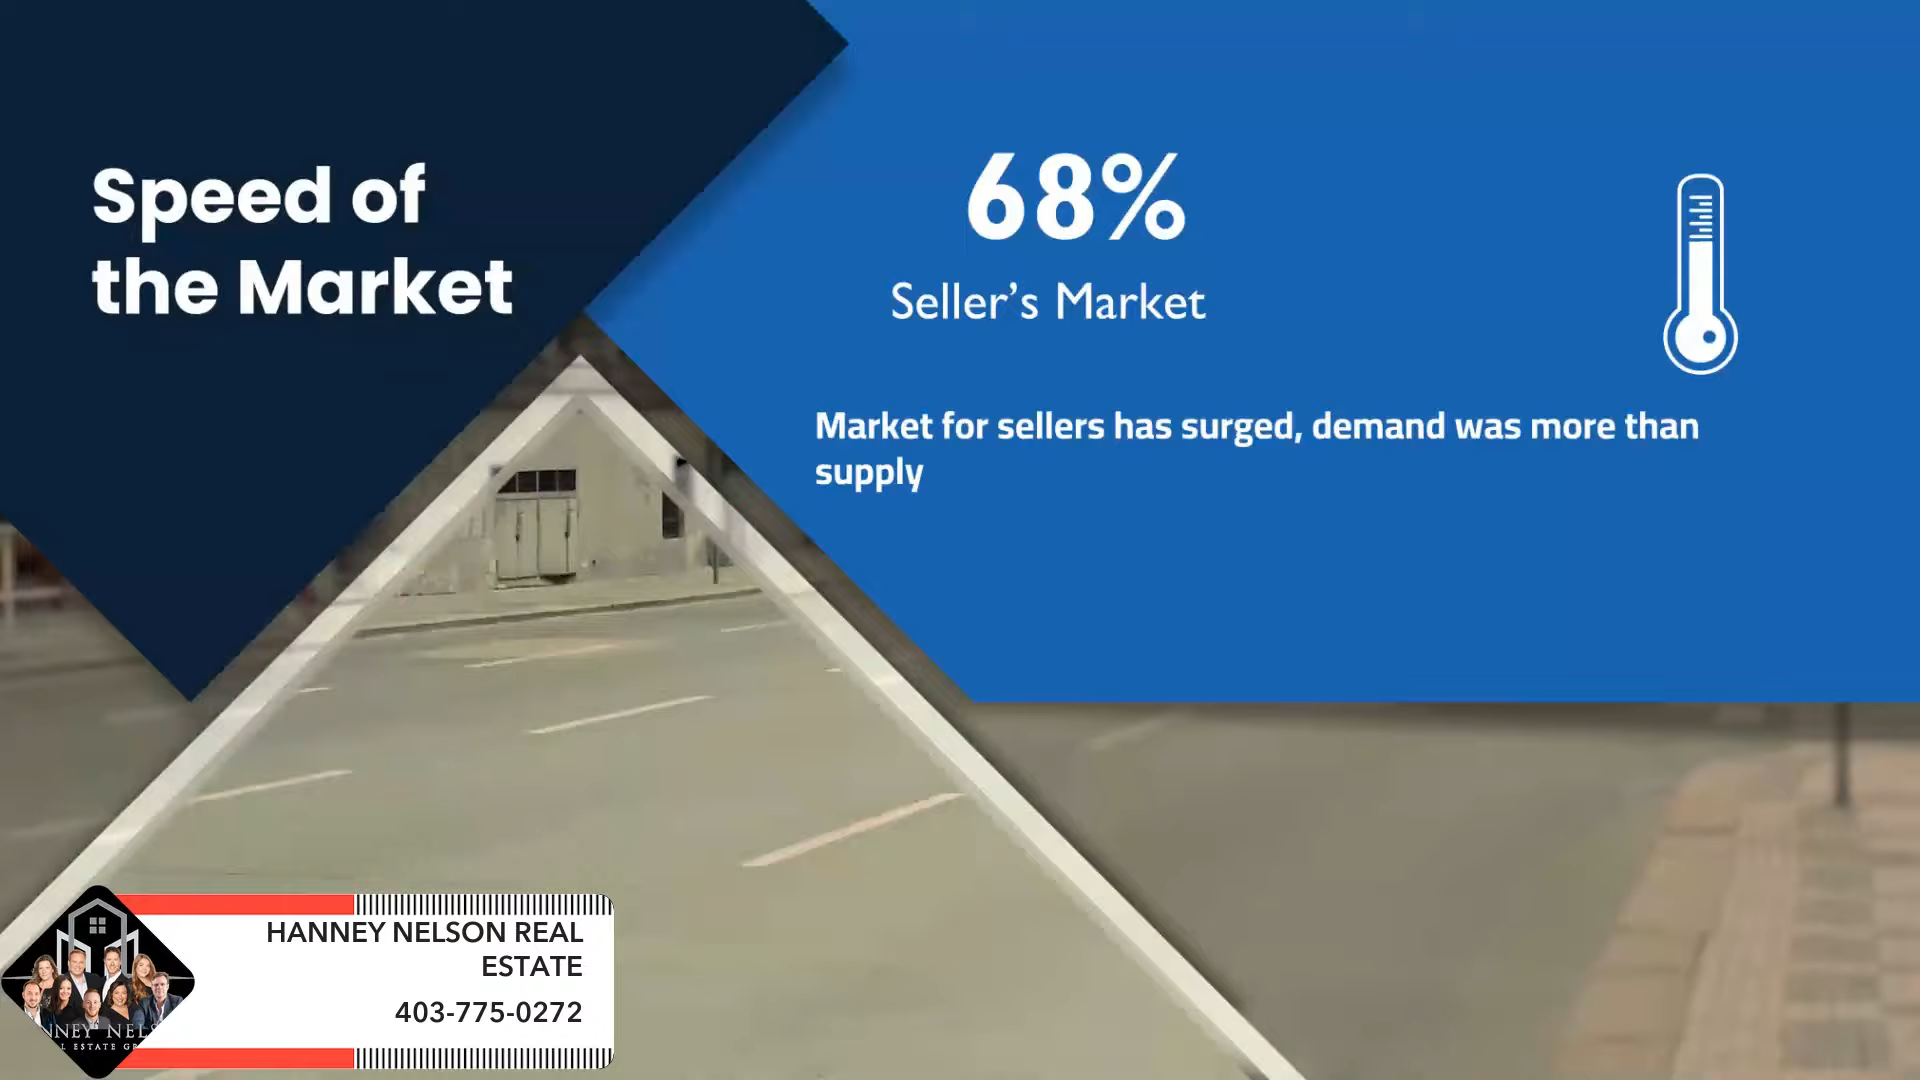 Speed of
the Market
68%
Seller's Market
Market for sellers has surged, demand was more than
supply
HANNEY NELSON REAL
ESTATE
403-775-0272